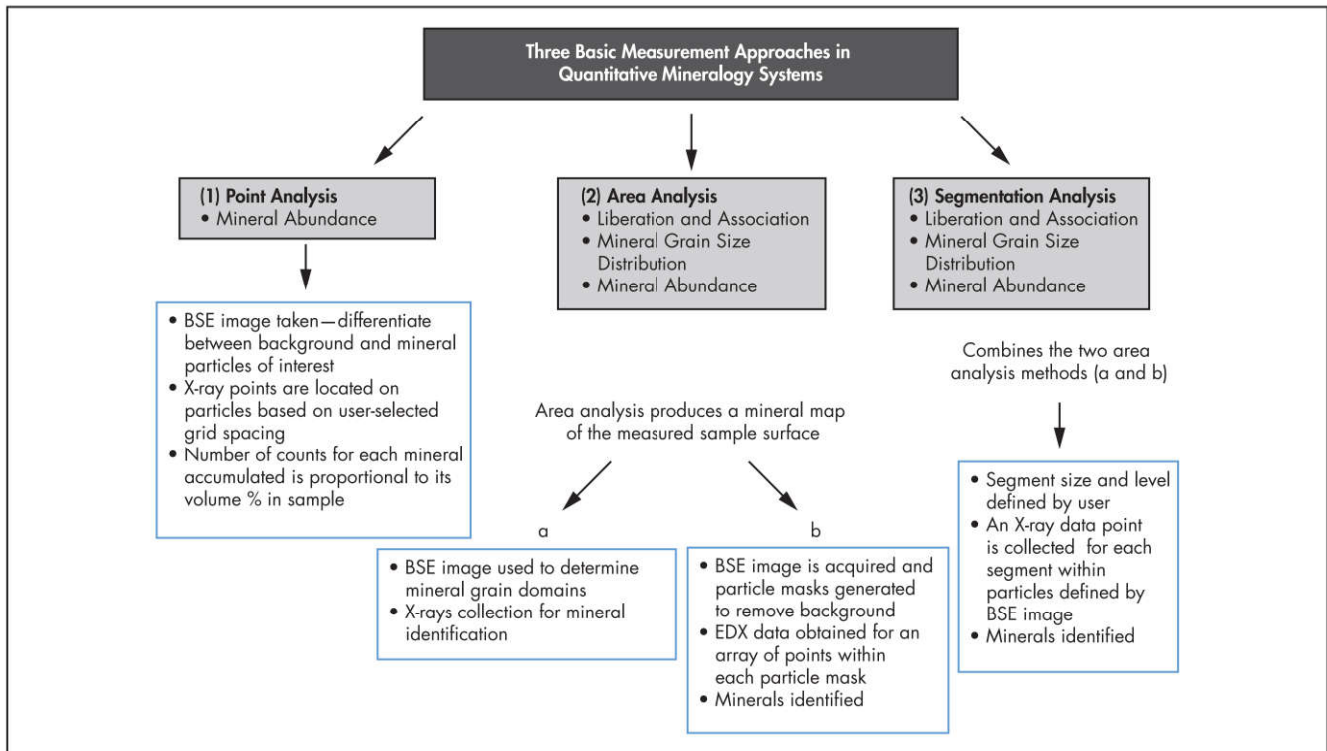 Three Basic Measurement Approaches in
Quantitative Mineralogy Systems
(1) Point Analysis
• Mineral Abundance
(2) Area Analysis
• Liberation and Association
• Mineral Grain Size
Distribution
• Mineral Abundance
(3) Segmentation Analysis
• Liberation and Association
• Mineral Grain Size
Distribution
• Mineral Abundance
• BSE image taken—differentiate
between background and mineral
particles of interest
• X-ray points are located on
particles based on user-selected
grid spacing
• Number of counts for each mineral
accumulated is proportional to its
volume % in sample
Area analysis produces a mineral map
of the measured sample surface
a
• BSE image used to determine
mineral grain domains
• X-rays collection for mineral
identification
b
• BSE image is acquired and
particle masks generated
to remove background
• EDX data obtained for an
array of points within
each particle mask
• Minerals identified
Combines the two area
analysis methods (a and b)
• Segment size and level
defined by user
• An X-ray data point
is collected for each
segment within
particles defined by
BSE image
• Minerals identified